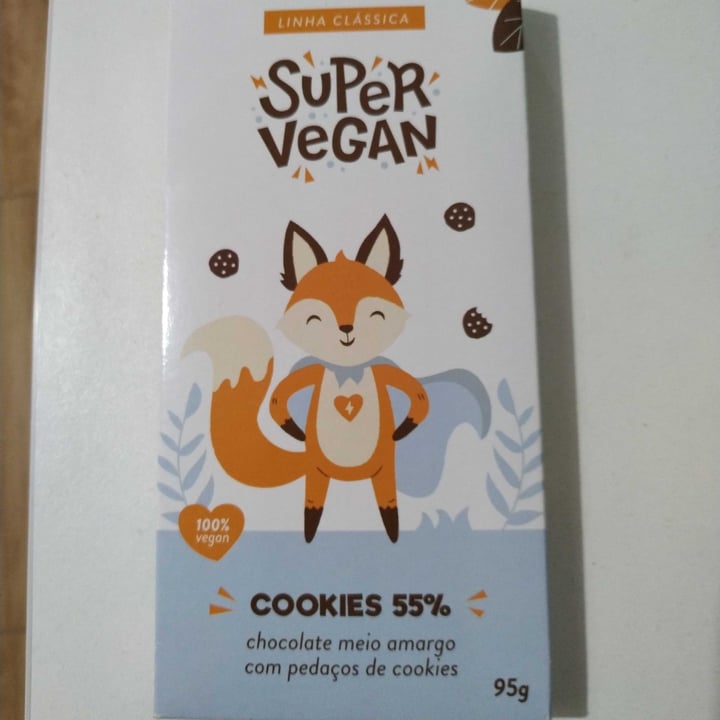 LINHA CLÁSSICA
SUPER
VEGAN
100%
vegan
COOKIES 55%
chocolate meio amargo
com pedaços de cookies
95g